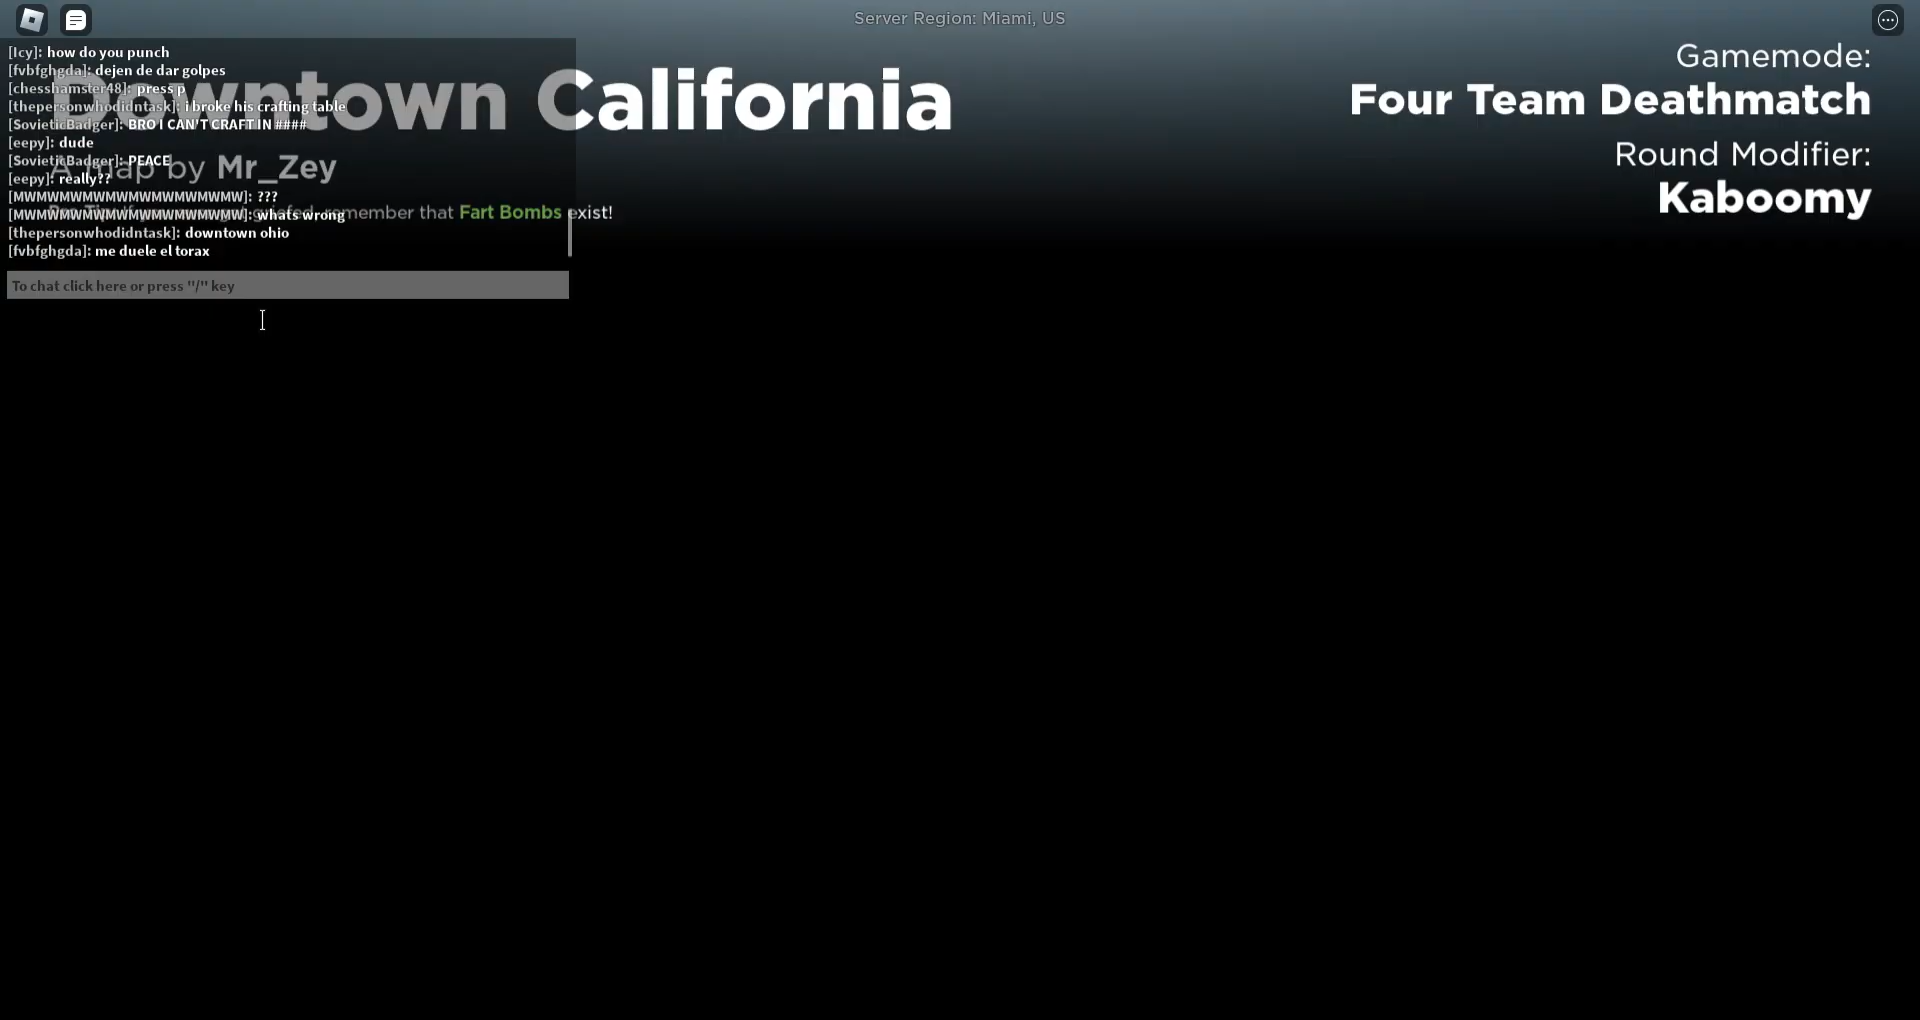 Server Region: Miami, US
[Icy]: how do you punch
[fvbfghgda]: dejen de dar golpes
[chesshamster48]: press p
[thepersonwhodidntask]: i broke his crafting table
[SovieticBadger]: BRO I CAN'T CRAFT IN ####
[eepy]: dude
[SovieticBadger]: PEACE
[eepy]: really??
[MWMWMWMWMWMWMWMWMWMW]: ???
[MWMWMWMWMWMWMWMWMWMW]: whats wrong
[thepersonwhodidntask]: downtown ohio
[fvbfghgda]: me duele el torax
To chat click here or press "/" key
Downtown California
A map by Mr_Zey
griefed, remember that Fart Bombs exist!
Gamemode:
Four Team Deathmatch
Round Modifier:
Kaboomy